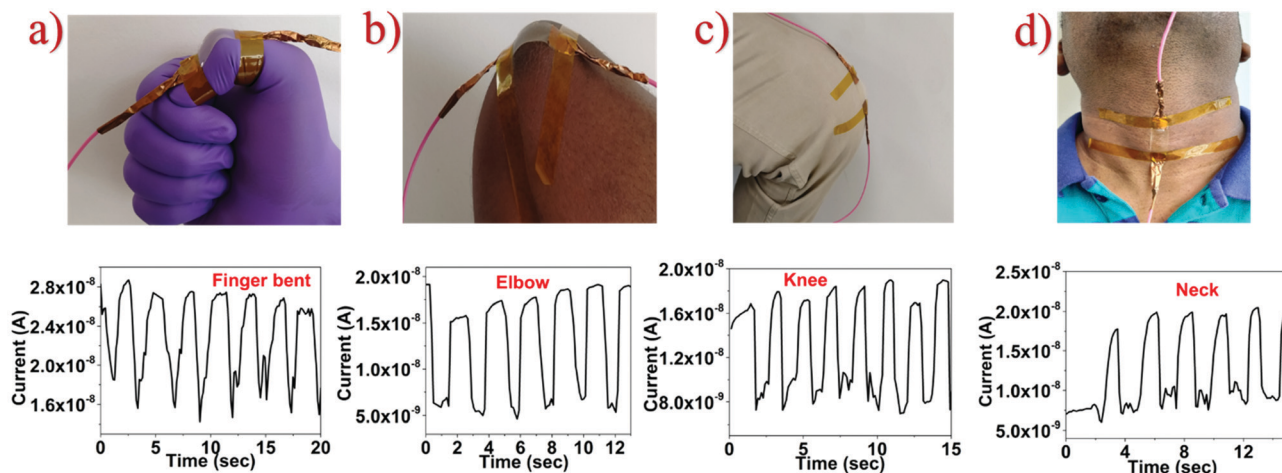 a)
b)
c)
d)
Finger bent
2.8x10⁻⁸
2.4x10⁻⁸
2.0x10⁻⁸
1.6x10⁻⁸
Current (A)
0 5 10 15 20
Time (sec)
Elbow
2.0x10⁻⁸
1.5x10⁻⁸
1.0x10⁻⁸
5.0x10⁻⁹
Current (A)
0 2 4 6 8 10 12
Time (sec)
Knee
2.0x10⁻⁸
1.6x10⁻⁸
1.2x10⁻⁸
8.0x10⁻⁹
Current (A)
0 5 10 15
Time (sec)
Neck
2.5x10⁻⁸
2.0x10⁻⁸
1.5x10⁻⁸
1.0x10⁻⁸
5.0x10⁻⁹
Current (A)
0 4 8 12
Time (sec)